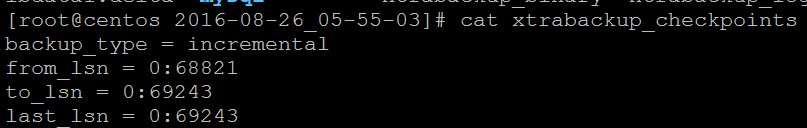 [root@centos 2016-08-26_05-55-03]# cat xtrabackup_checkpoints
backup_type = incremental
from_lsn = 0:68821
to_lsn = 0:69243
last_lsn = 0:69243